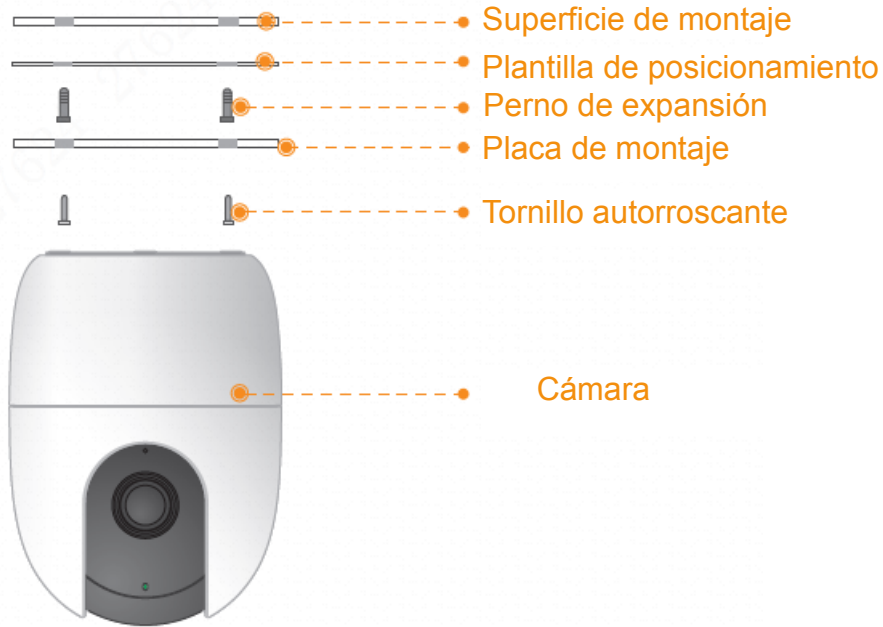 Superficie de montaje
Plantilla de posicionamiento
Perno de expansión
Placa de montaje
Tornillo autorroscante
Cámara